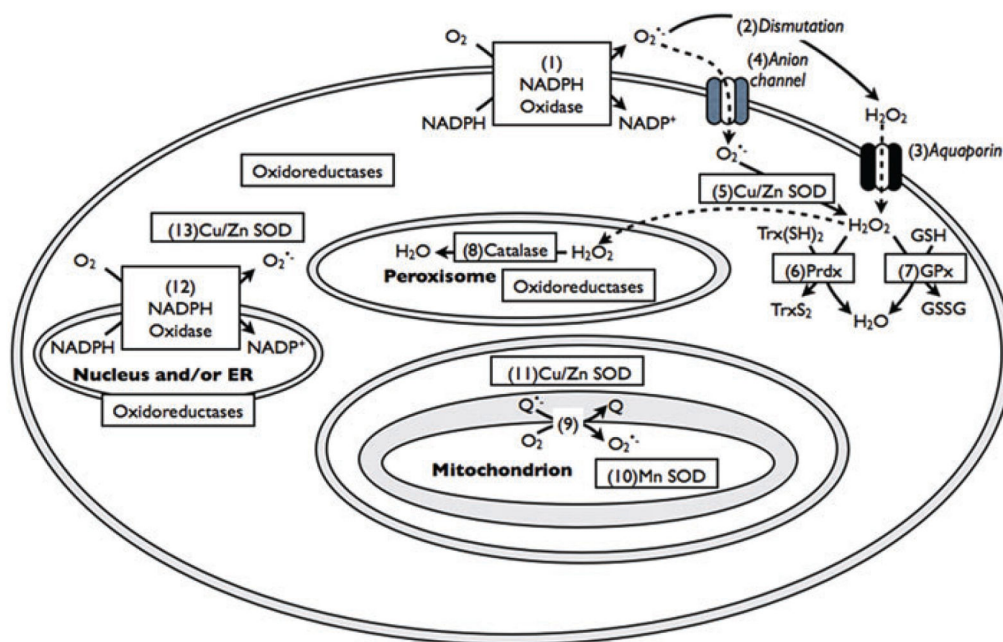 O₂
(1)
NADPH
Oxidase
O₂•-
NADPH
NADP⁺
(2)Dismutation
(4)Anion
channel
H₂O₂
(3)Aquaporin
O₂•-
(5)Cu/Zn SOD
H₂O₂
Trx(SH)₂
GSH
(6)Prdx
(7)GPx
TrxS₂
GSSG
H₂O
Oxidoreductases
(13)Cu/Zn SOD
O₂
O₂•-
(12)
NADPH
Oxidase
NADPH
NADP⁺
Nucleus and/or ER
Oxidoreductases
H₂O
(8)Catalase
H₂O₂
Peroxisome
Oxidoreductases
(11)Cu/Zn SOD
Q•-
Q
(9)
O₂
O₂•-
Mitochondrion
(10)Mn SOD